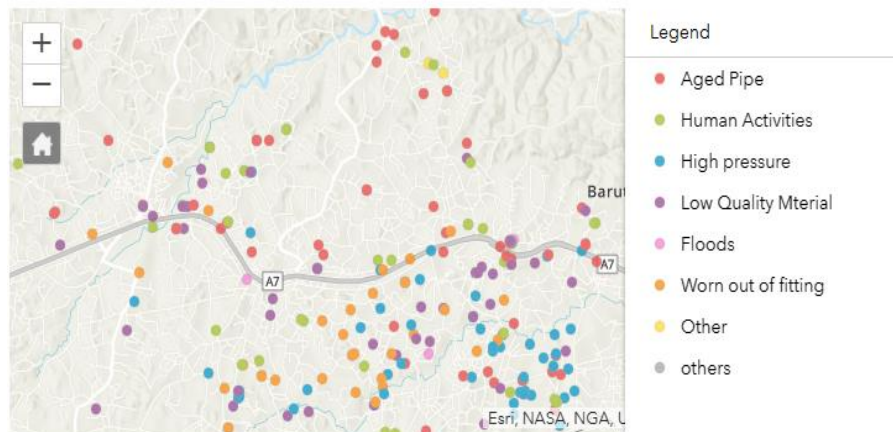 +
−
Barut
A7
A7
Esri, NASA, NGA, U
Legend
Aged Pipe
Human Activities
High pressure
Low Quality Mterial
Floods
Worn out of fitting
Other
others